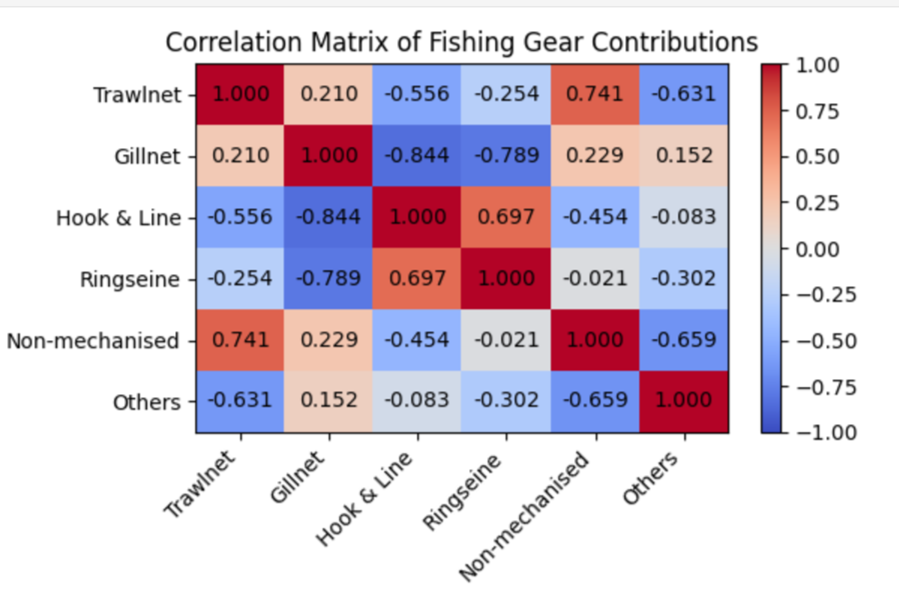 Correlation Matrix of Fishing Gear Contributions
Trawlnet 1.000 0.210 -0.556 -0.254 0.741 -0.631
Gillnet 0.210 1.000 -0.844 -0.789 0.229 0.152
Hook & Line -0.556 -0.844 1.000 0.697 -0.454 -0.083
Ringseine -0.254 -0.789 0.697 1.000 -0.021 -0.302
Non-mechanised 0.741 0.229 -0.454 -0.021 1.000 -0.659
Others -0.631 0.152 -0.083 -0.302 -0.659 1.000
Trawlnet
Gillnet
Hook & Line
Ringseine
Non-mechanised
Others
1.00
0.75
0.50
0.25
0.00
−0.25
−0.50
−0.75
−1.00